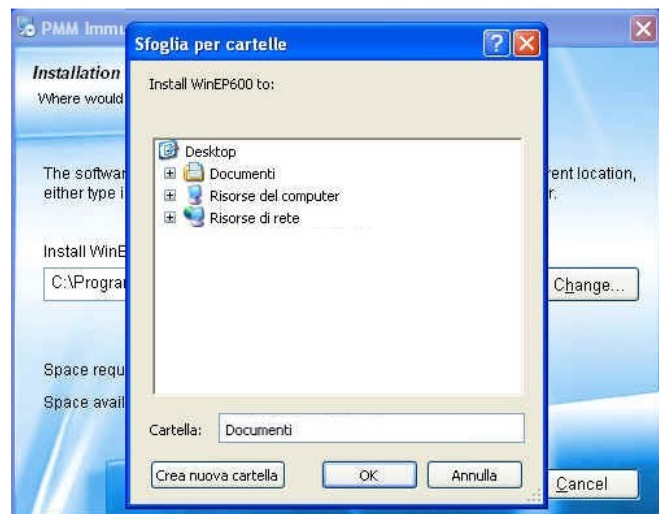 PMM Immu
Sfoglia per cartelle
Installation
Where would
Install WinEP600 to:
Desktop
Documenti
Risorse del computer
Risorse di rete
The softwar
rent location,
either type i
r.
Install WinE
C:\Program
Change...
Space requ
Space avail
Cartella: Documenti
Crea nuova cartella OK Annulla
Cancel